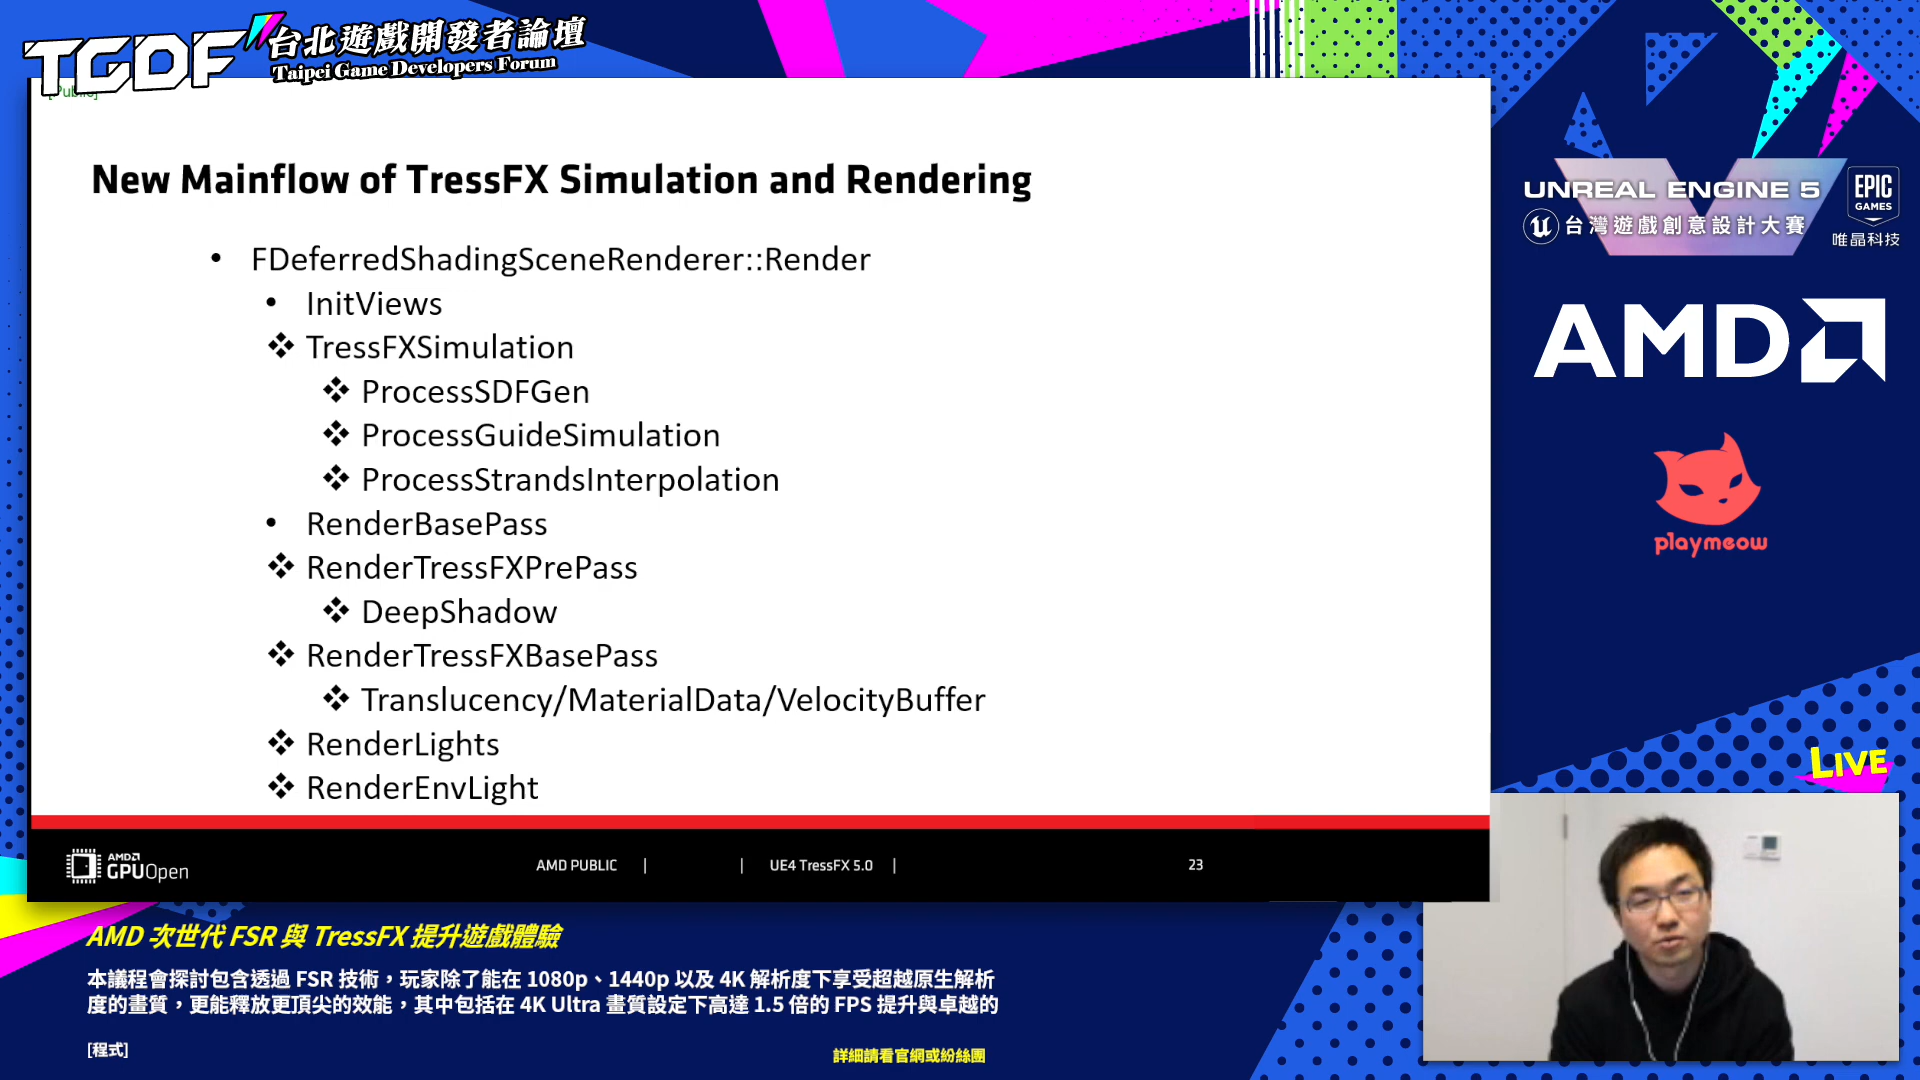 TGDF 台北遊戲開發者論壇
Taipei Game Developers Forum
[Public]
New Mainflow of TressFX Simulation and Rendering
• FDeferredShadingSceneRenderer::Render
• InitViews
❖ TressFXSimulation
❖ ProcessSDFGen
❖ ProcessGuideSimulation
❖ ProcessStrandsInterpolation
• RenderBasePass
❖ RenderTressFXPrePass
❖ DeepShadow
❖ RenderTressFXBasePass
❖ Translucency/MaterialData/VelocityBuffer
❖ RenderLights
❖ RenderEnvLight
AMD GPUOpen
AMD PUBLIC | | UE4 TressFX 5.0 | 23
UNREAL ENGINE 5
台灣遊戲創意設計大賽
EPIC GAMES
唯晶科技
AMD
playmeow
LIVE
AMD 次世代 FSR 與 TressFX 提升遊戲體驗
本議程會探討包含透過 FSR 技術，玩家除了能在 1080p、1440p 以及 4K 解析度下享受超越原生解析
度的畫質，更能釋放更頂尖的效能，其中包括在 4K Ultra 畫質設定下高達 1.5 倍的 FPS 提升與卓越的
[程式]
詳細請看官網或紛絲團